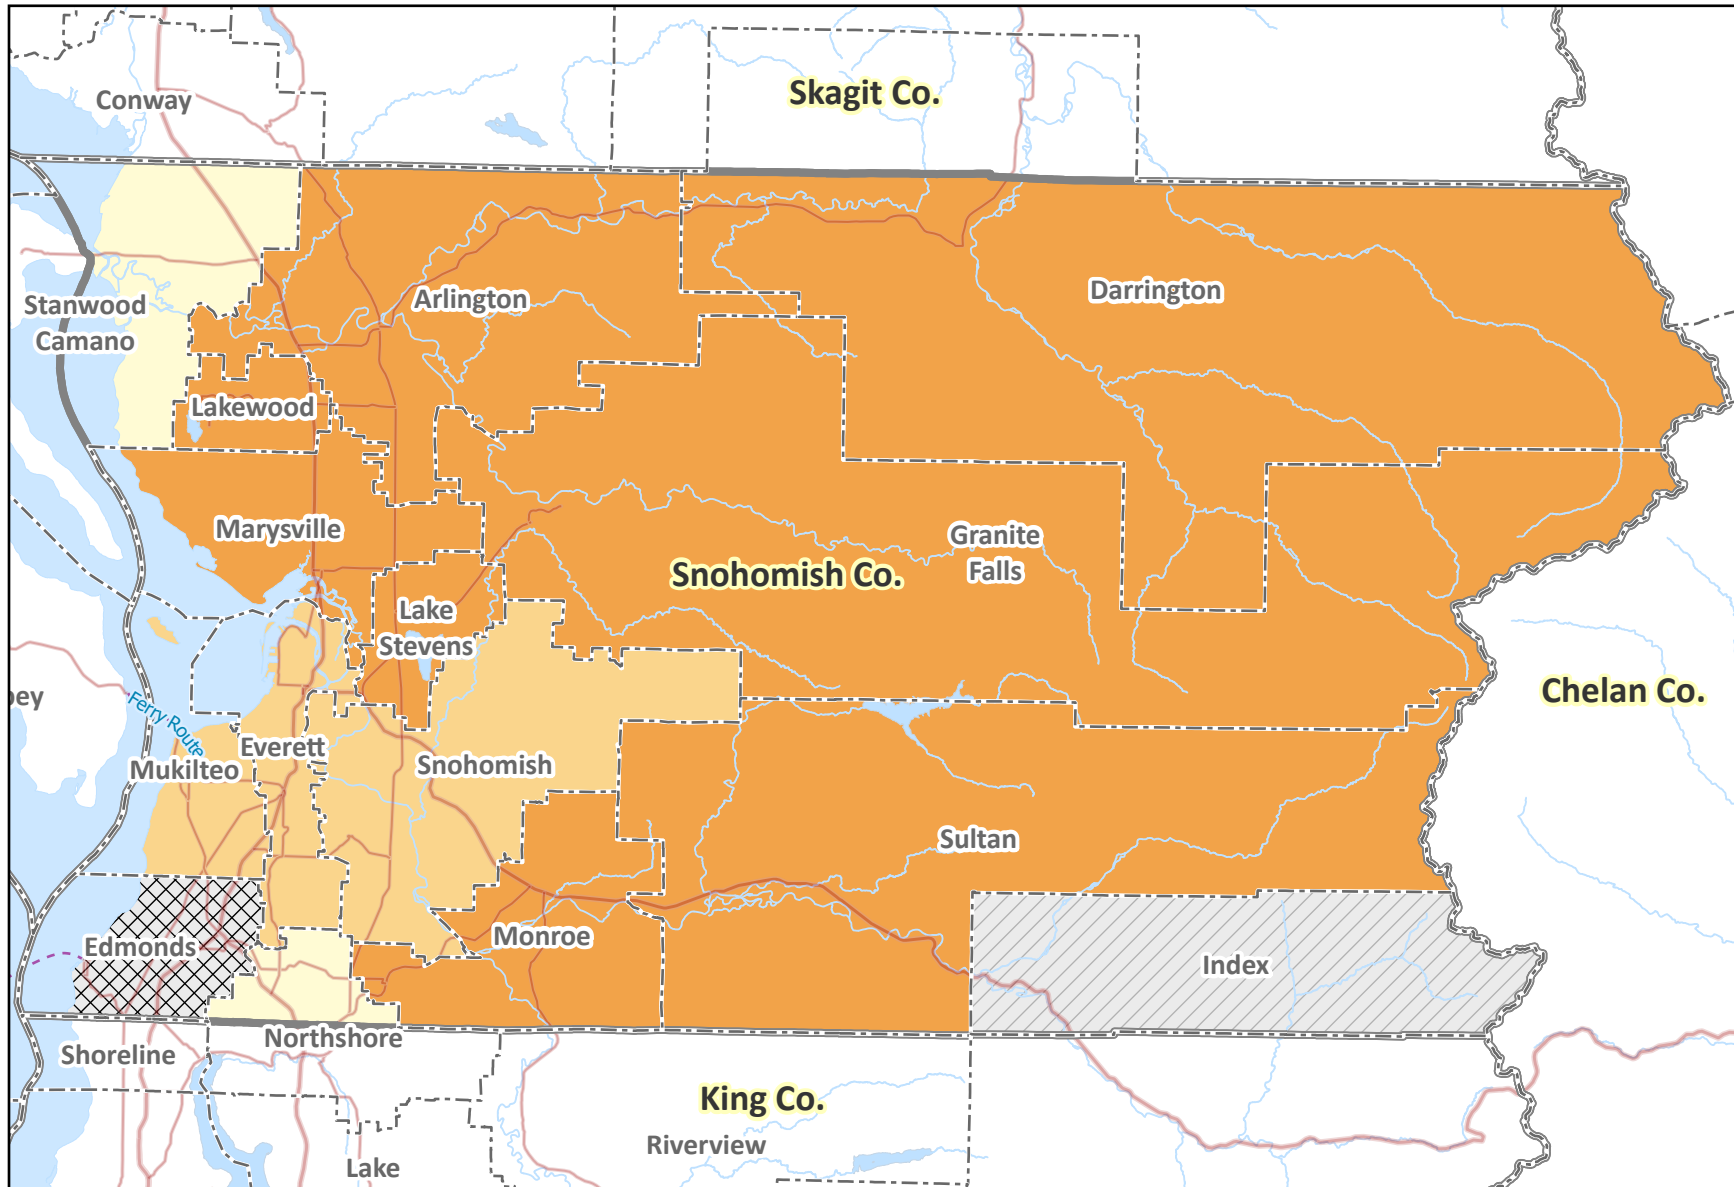 Skagit Co.
Conway
Darrington
Stanwood
Camano
Arlington
Lakewood
Marysville
Granite
Falls
Snohomish Co.
Lake
Stevens
Chelan Co.
Ferry Route
Everett
Mukilteo
Snohomish
Sultan
Edmonds
Monroe
Index
Northshore
Shoreline
King Co.
Riverview
Lake